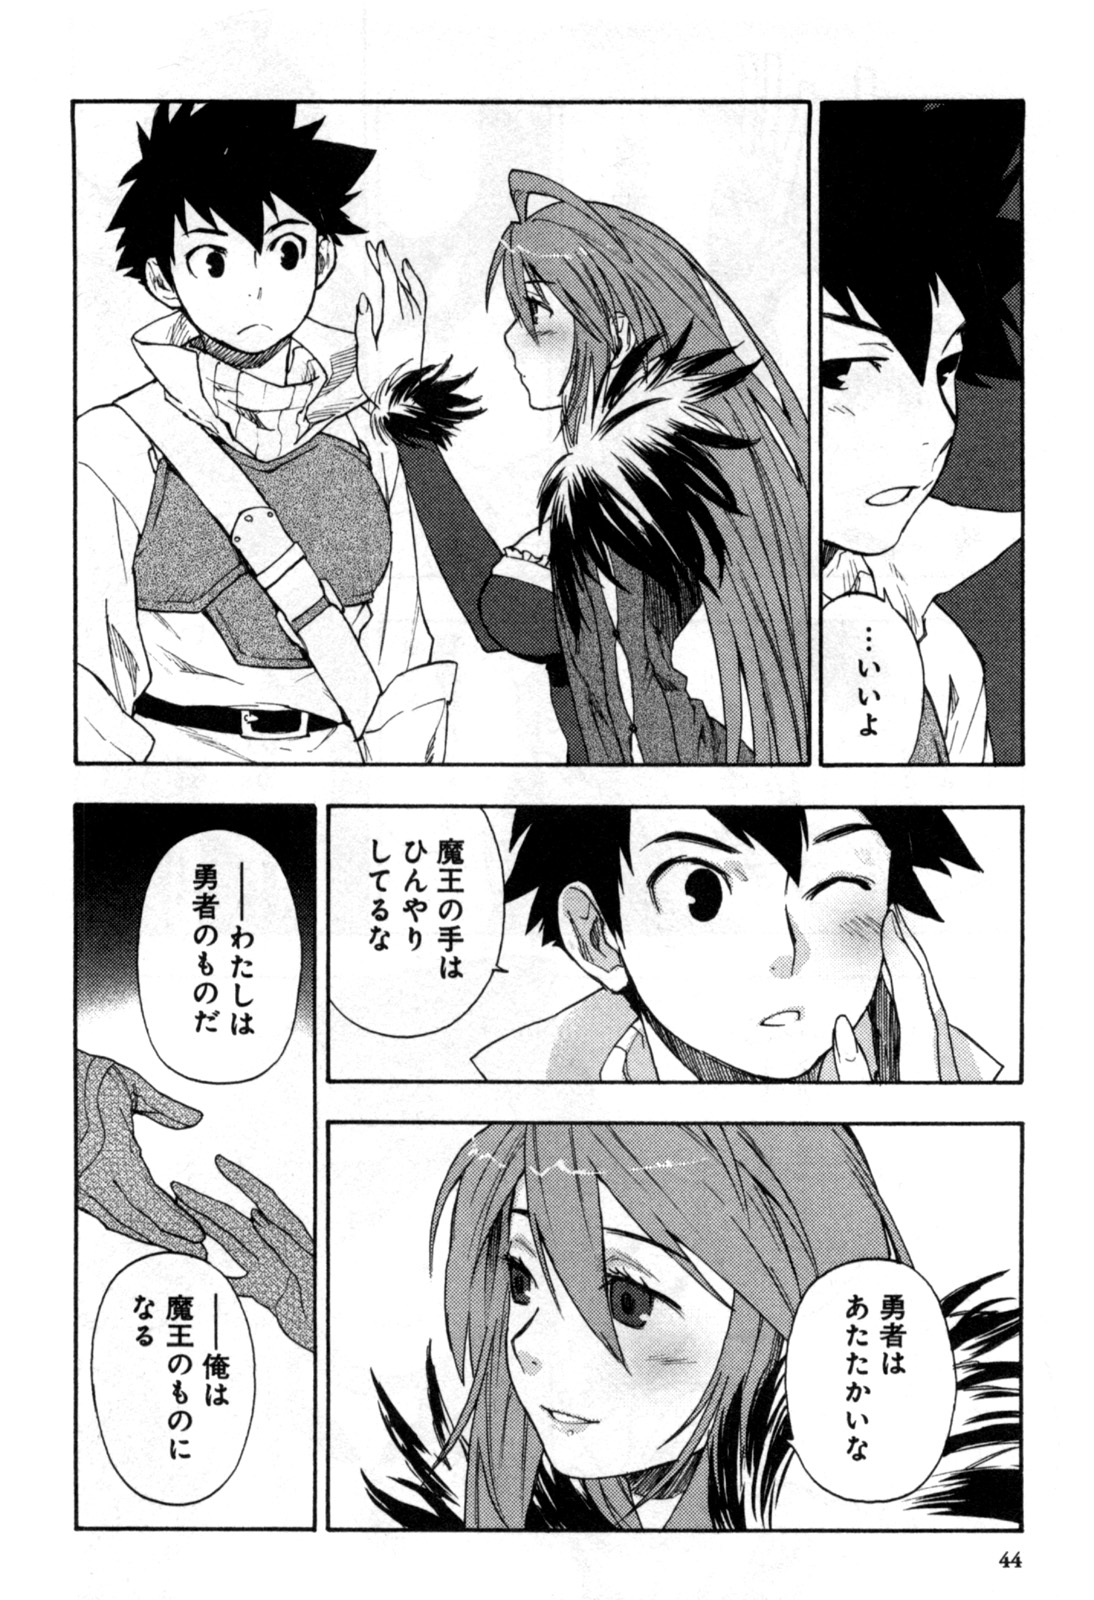 …いいよ
魔王の手は
ひんやり
してるな
勇者は
あたたかいな
――わたしは
勇者のものだ
――俺は
魔王のものに
なる
44